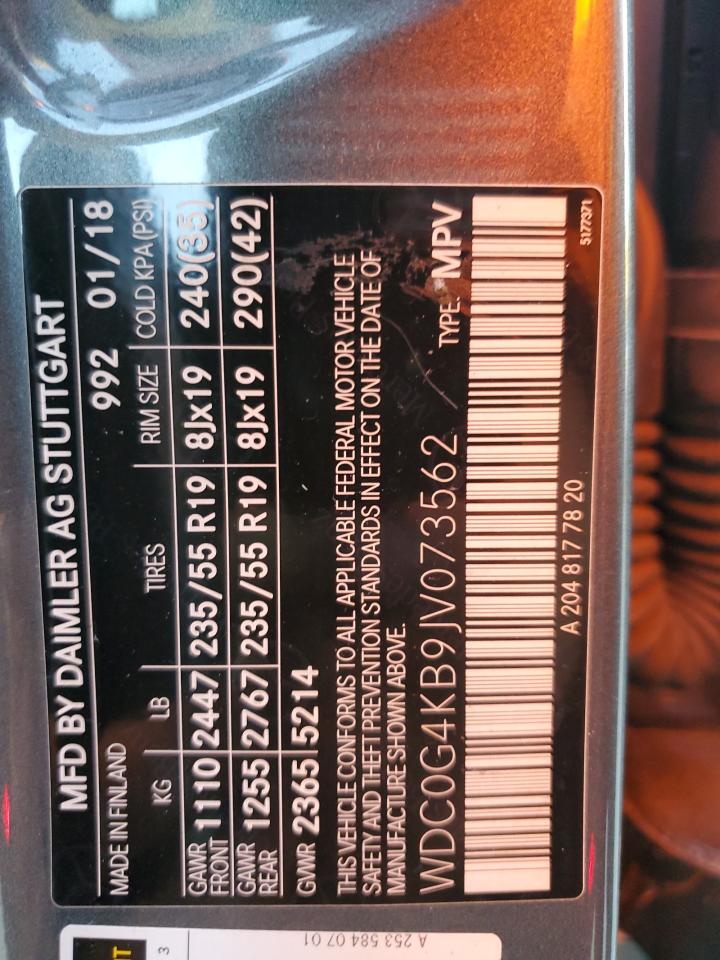 MFD BY DAIMLER AG STUTTGART
MADE IN FINLAND 992 01/18
KG LB TIRES RIM SIZE COLD KPA(PSI)
GAWR FRONT 1110 2447 235/55 R19 8Jx19 240(35)
GAWR REAR 1255 2767 235/55 R19 8Jx19 290(42)
GVWR 2365 5214
THIS VEHICLE CONFORMS TO ALL APPLICABLE FEDERAL MOTOR VEHICLE
SAFETY AND THEFT PREVENTION STANDARDS IN EFFECT ON THE DATE OF
MANUFACTURE SHOWN ABOVE.
WDC0G4KB9JV073562 TYPE: MPV
A 204 817 78 20 5177371
A 253 584 07 01
3